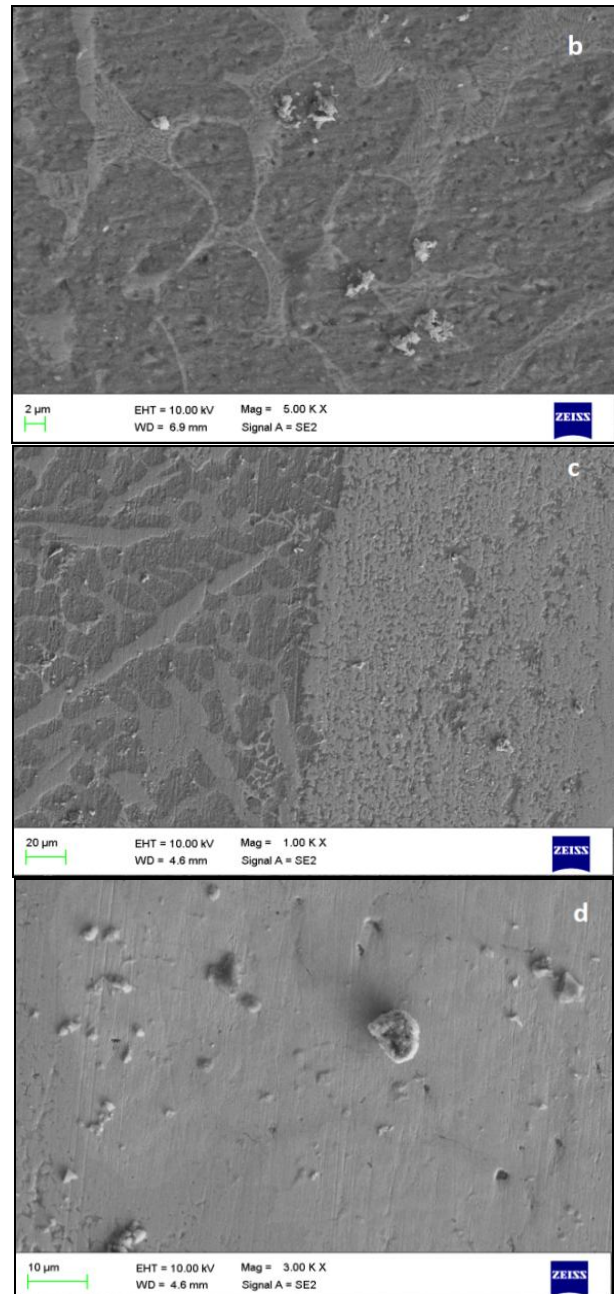 b
2 µm
EHT = 10.00 kV
Mag = 5.00 K X
WD = 6.9 mm
Signal A = SE2
ZEISS
c
20 µm
EHT = 10.00 kV
Mag = 1.00 K X
WD = 4.6 mm
Signal A = SE2
ZEISS
d
10 µm
EHT = 10.00 kV
Mag = 3.00 K X
WD = 4.6 mm
Signal A = SE2
ZEISS